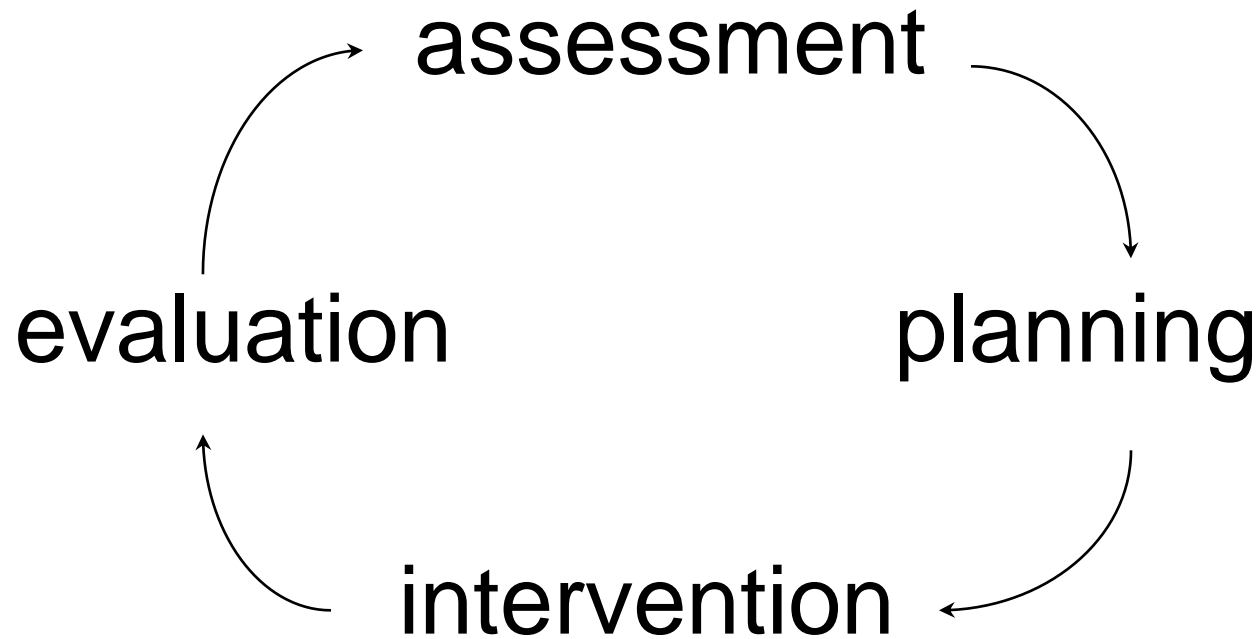 assessment
evaluation planning
intervention